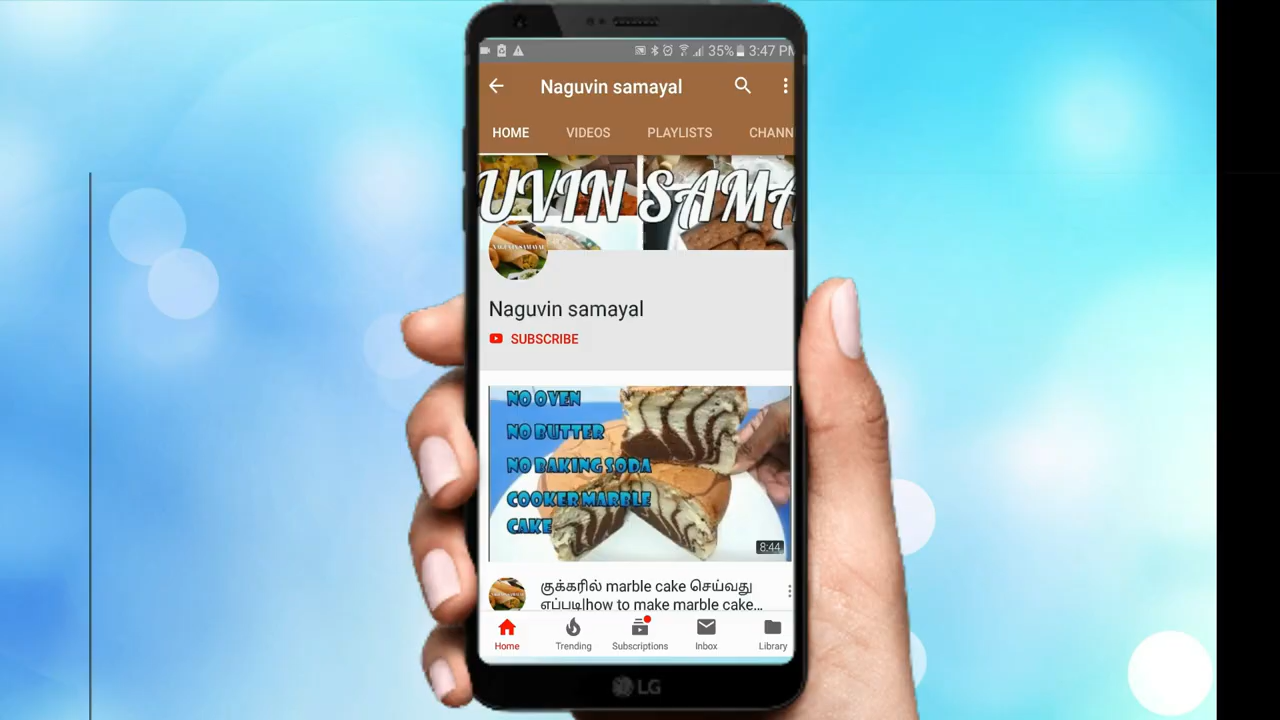 35% 3:47 PM
Naguvin samayal
HOME VIDEOS PLAYLISTS CHANN
UVIN SAMA
NAGUVIN SAMAYAL
Naguvin samayal
SUBSCRIBE
NO OVEN
NO BUTTER
NO BAKING SODA
COOKER MARBLE
CAKE
8:44
குக்கரில் marble cake செய்வது
எப்படி|how to make marble cake...
Home Trending Subscriptions Inbox Library
LG